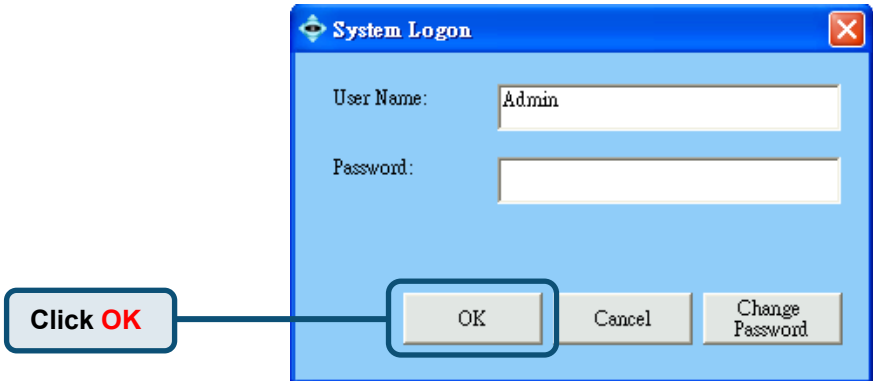 System Logon
User Name:
Admin
Password:
Click OK
OK
Cancel
Change
Password